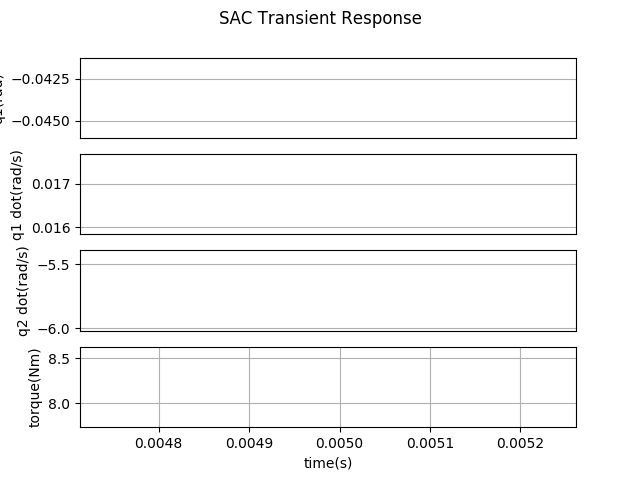 SAC Transient Response
q1(rad)
−0.0425
−0.0450
q1 dot(rad/s)
0.017
0.016
q2 dot(rad/s)
−5.5
−6.0
torque(Nm)
8.5
8.0
0.0048 0.0049 0.0050 0.0051 0.0052
time(s)